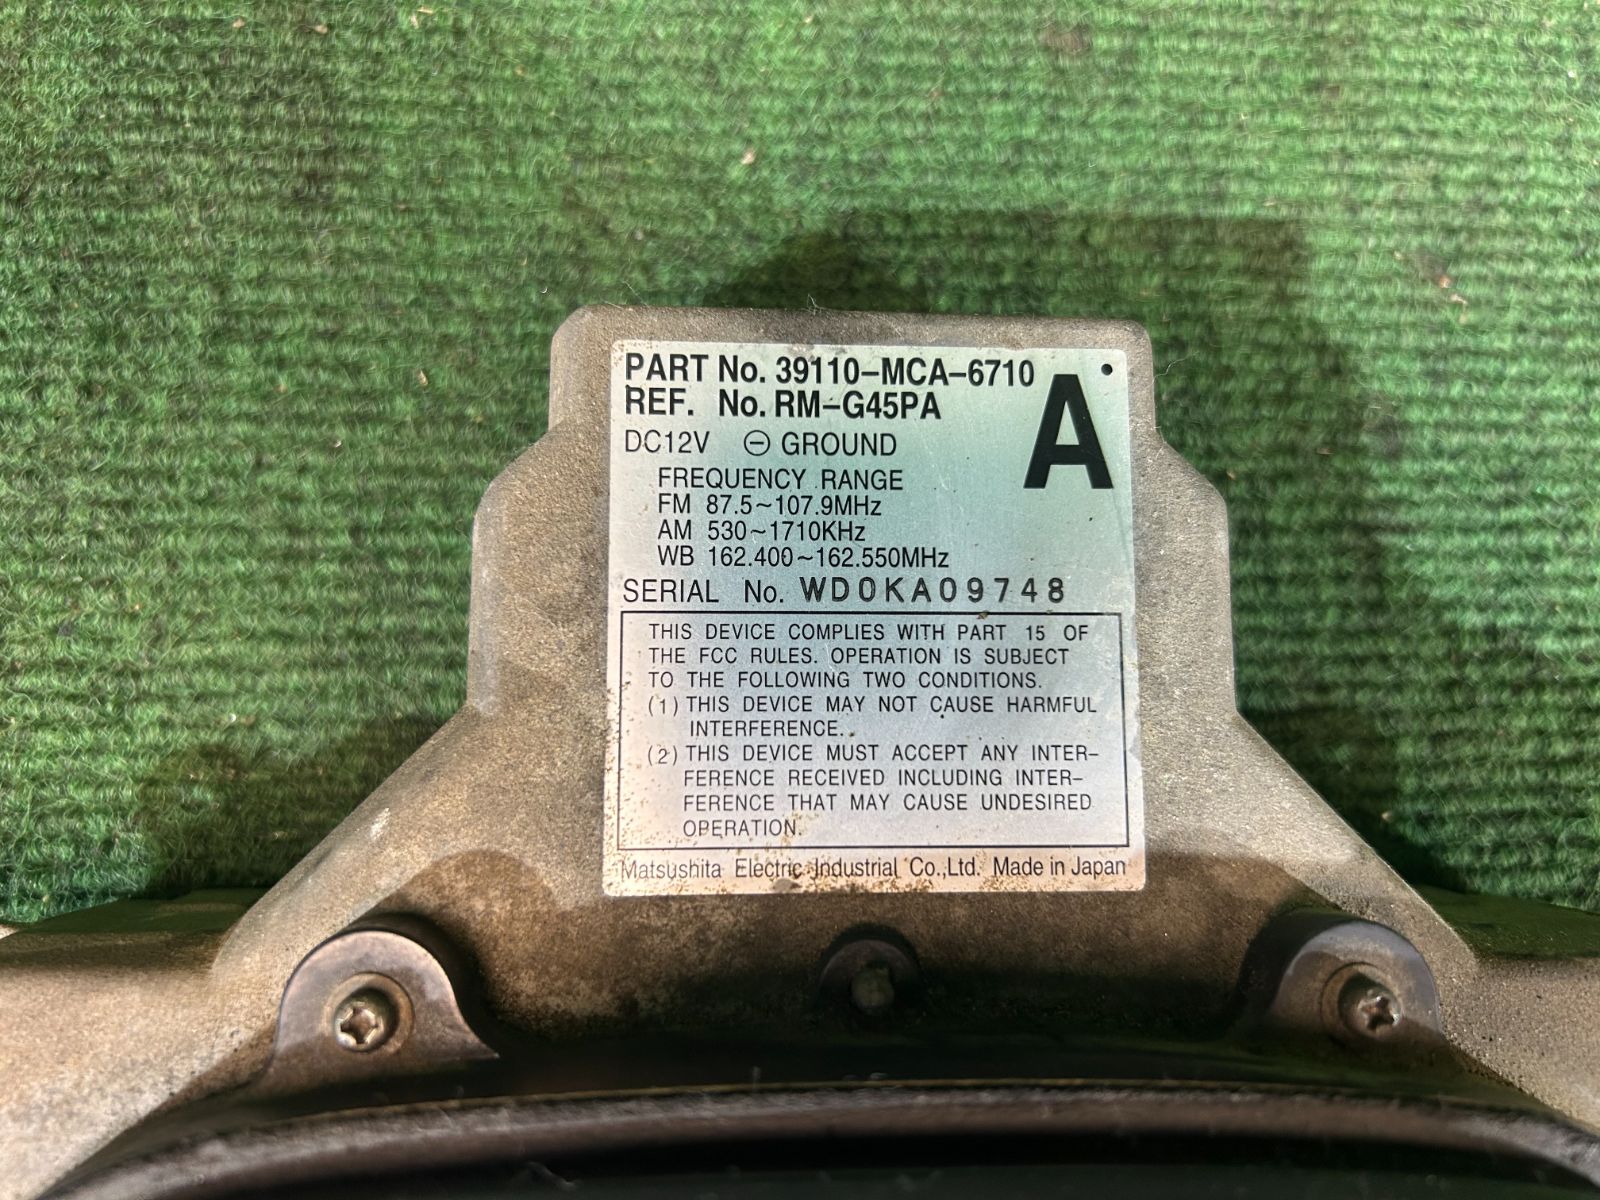 PART No. 39110-MCA-6710
REF. No. RM-G45PA
A
DC12V ⊖ GROUND
FREQUENCY RANGE
FM 87.5~107.9MHz
AM 530~1710KHz
WB 162.400~162.550MHz
SERIAL No. WD0KA09748
THIS DEVICE COMPLIES WITH PART 15 OF
THE FCC RULES. OPERATION IS SUBJECT
TO THE FOLLOWING TWO CONDITIONS.
(1) THIS DEVICE MAY NOT CAUSE HARMFUL
INTERFERENCE.
(2) THIS DEVICE MUST ACCEPT ANY INTER-
FERENCE RECEIVED INCLUDING INTER-
FERENCE THAT MAY CAUSE UNDESIRED
OPERATION.
Matsushita Electric Industrial Co.,Ltd. Made in Japan